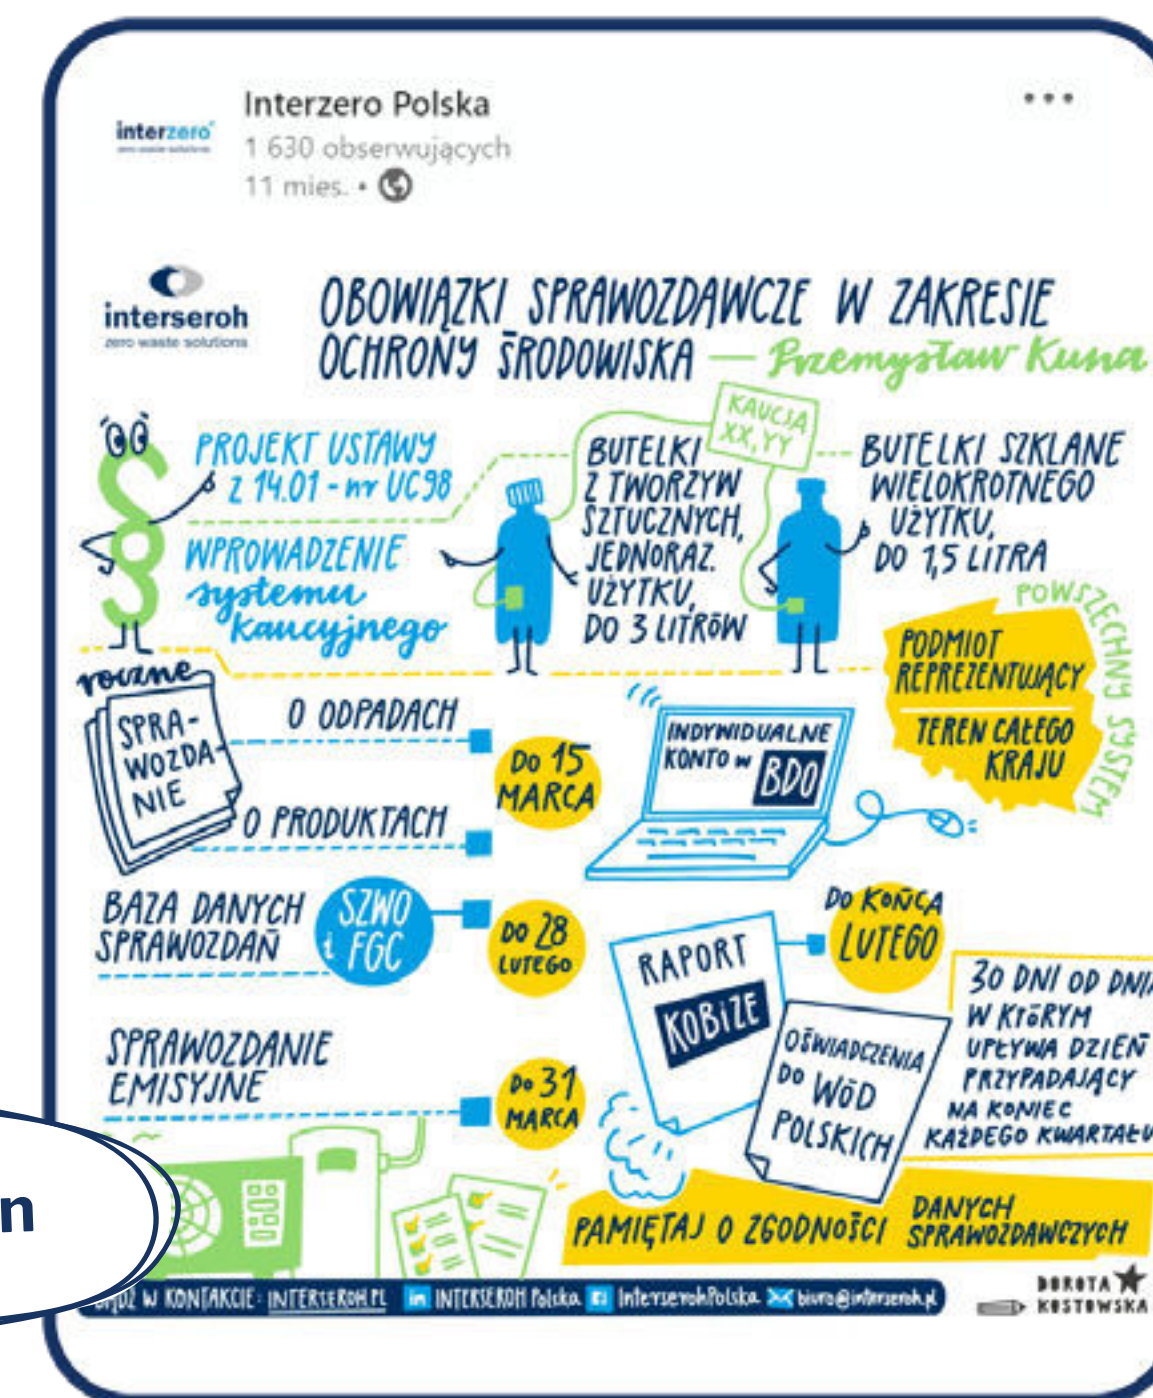 Interzero Polska
interzero
1 630 obserwujących
11 mies. •
interseroh
zero waste solutions
OBOWIĄZKI SPRAWOZDAWCZE W ZAKRESIE
OCHRONY ŚRODOWISKA — Przemysław Kuna
PROJEKT USTAWY
Z 14.01 - nr UC98
WPROWADZENIE
systemu
kaucyjnego
BUTELKI
Z TWORZYW
SZTUCZNYCH,
JEDNORAZ.
UŻYTKU,
DO 3 LITRÓW
KAUCJA
XX,YY
BUTELKI SZKLANE
WIELOKROTNEGO
UŻYTKU,
DO 1,5 LITRA
POWSZECHNY SYSTEM
PODMIOT
REPREZENTUJĄCY
TEREN CAŁEGO
KRAJU
roczne
SPRA-
WOZDA-
NIE
O ODPADACH
O PRODUKTACH
DO 15
MARCA
INDYWIDUALNE
KONTO w BDO
BAZA DANYCH
SPRAWOZDAŃ
SZWO
i FGC
DO 28
LUTEGO
RAPORT
KOBiZE
DO KOŃCA
LUTEGO
SPRAWOZDANIE
EMISYJNE
DO 31
MARCA
OŚWIADCZENIA
DO WÓD
POLSKICH
30 DNI OD DNIA
W KTÓRYM
UPŁYWA DZIEŃ
PRZYPADAJĄCY
NA KONIEC
KAŻDEGO KWARTAŁU
PAMIĘTAJ O ZGODNOŚCI DANYCH
SPRAWOZDAWCZYCH
n
W KONTAKCIE: INTERSEROH.PL in INTERSEROH Polska f InterserohPolska biuro@interseroh.pl
DOROTA
KOSTOWSKA